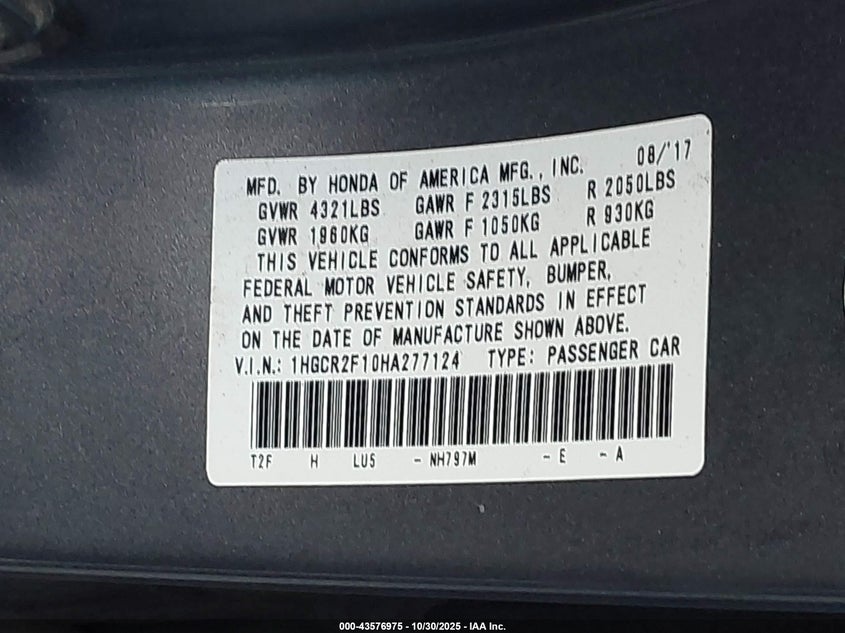 08/'17
MFD. BY HONDA OF AMERICA MFG., INC.
GVWR 4321LBS GAWR F 2315LBS R 2050LBS
GVWR 1960KG GAWR F 1050KG R 930KG
THIS VEHICLE CONFORMS TO ALL APPLICABLE
FEDERAL MOTOR VEHICLE SAFETY, BUMPER,
AND THEFT PREVENTION STANDARDS IN EFFECT
ON THE DATE OF MANUFACTURE SHOWN ABOVE.
V.I.N.: 1HGCR2F10HA277124 TYPE: PASSENGER CAR
T2F H LU5 - NH797M - E - A
000-43576975 - 10/30/2025 - IAA Inc.